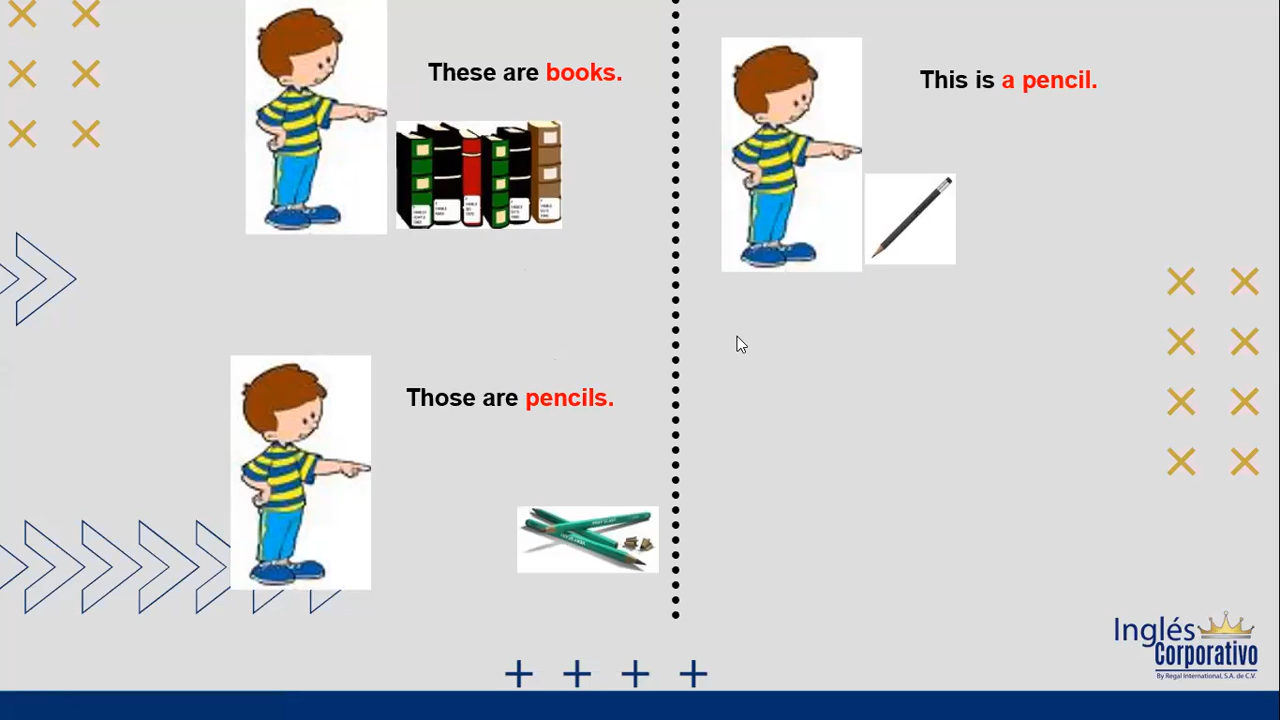 These are books.
This is a pencil.
Those are pencils.
Inglés
Corporativo
By Regal International, S.A. de C.V.